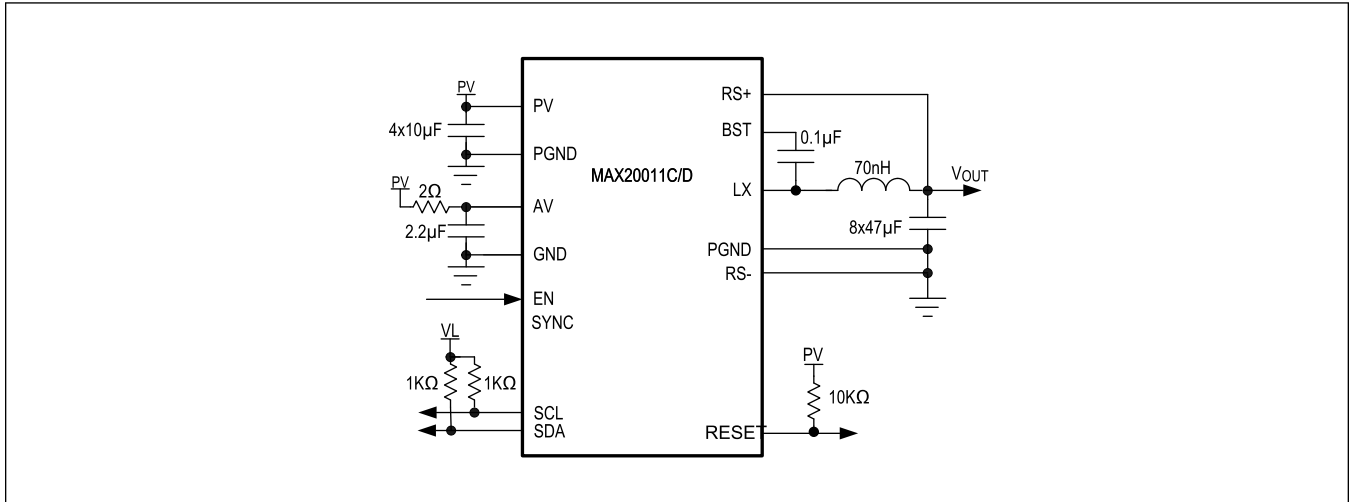 PV
PV
4x10µF
PGND
PV
2Ω
AV
2.2µF
GND
EN
SYNC
VL
1KΩ
1KΩ
SCL
SDA
MAX20011C/D
RS+
BST
0.1µF
70nH
LX
VOUT
8x47µF
PGND
RS-
PV
10KΩ
RESET